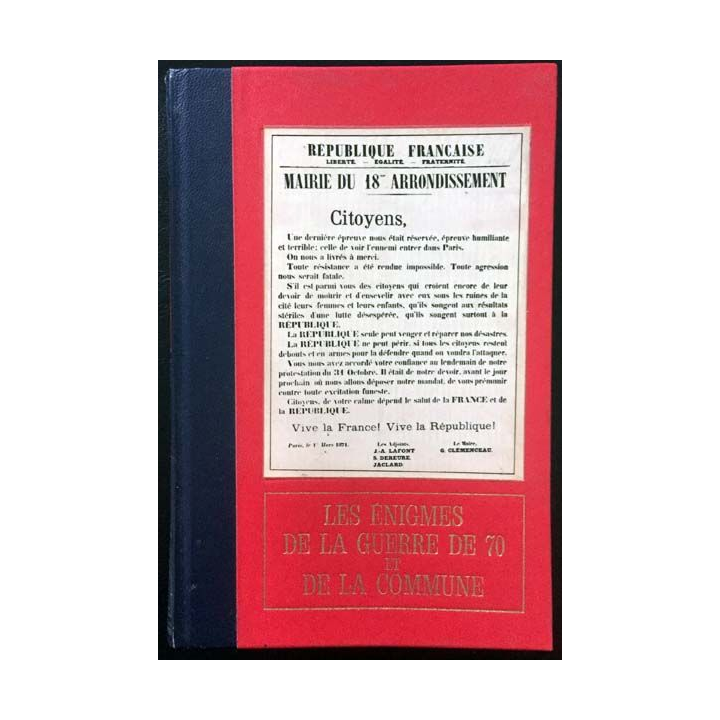 RÉPUBLIQUE FRANÇAISE
LIBERTÉ. — ÉGALITÉ. — FRATERNITÉ.
MAIRIE DU 18me ARRONDISSEMENT
Citoyens,
Une dernière épreuve nous était réservée, épreuve humiliante
et terrible; celle de voir l'ennemi entrer dans Paris.
On nous a livrés à merci.
Toute résistance a été rendue impossible. Toute agression
nous serait fatale.
S'il est parmi vous des citoyens qui croient encore de leur
devoir de mourir et d'ensevelir avec eux sous les ruines de la
cité leurs femmes et leurs enfants, qu'ils songent aux résultats
stériles d'une lutte désespérée, qu'ils songent surtout à la
RÉPUBLIQUE.
La RÉPUBLIQUE seule peut venger et réparer nos désastres.
La RÉPUBLIQUE ne peut périr, si tous les citoyens restent
debouts et en armes pour la défendre quand on voudra l'attaquer.
Vous nous avez accordé votre confiance au lendemain de notre
protestation du 31 Octobre. Il était de notre devoir, avant le jour
prochain où nous allons déposer notre mandat, de vous prémunir
contre toute excitation funeste.
Citoyens, de votre calme dépend le salut de la FRANCE et de
la RÉPUBLIQUE.
Vive la France! Vive la République!
Paris, le 1er Mars 1871. Les Adjoints, Le Maire,
J.-A. LAFONT G. CLÉMENCEAU.
S. DEREURE.
JACLARD.
LES ÉNIGMES
DE LA GUERRE DE 70
ET
DE LA COMMUNE